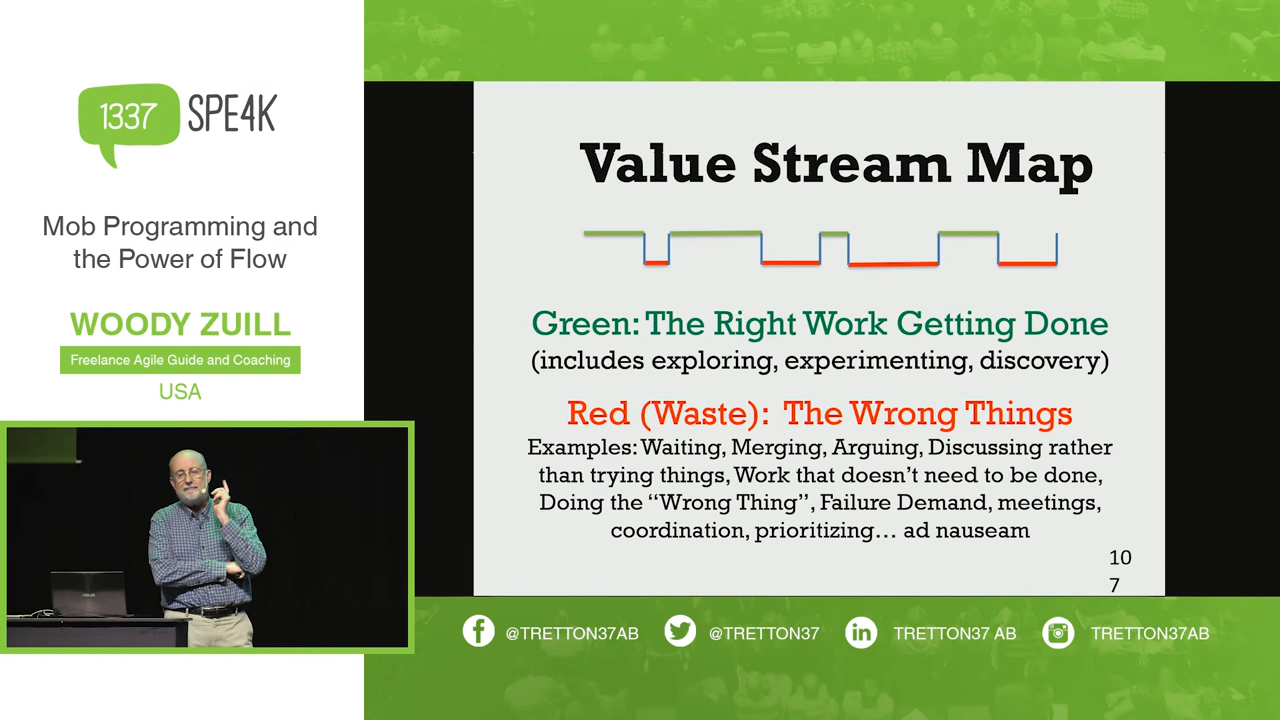 1337
SPE4K
Mob Programming and
the Power of Flow
WOODY ZUILL
Freelance Agile Guide and Coaching
USA
Value Stream Map
Green: The Right Work Getting Done
(includes exploring, experimenting, discovery)
Red (Waste): The Wrong Things
Examples: Waiting, Merging, Arguing, Discussing rather
than trying things, Work that doesn't need to be done,
Doing the “Wrong Thing”, Failure Demand, meetings,
coordination, prioritizing… ad nauseam
10
7
@TRETTON37AB
@TRETTON37
TRETTON37 AB
TRETTON37AB